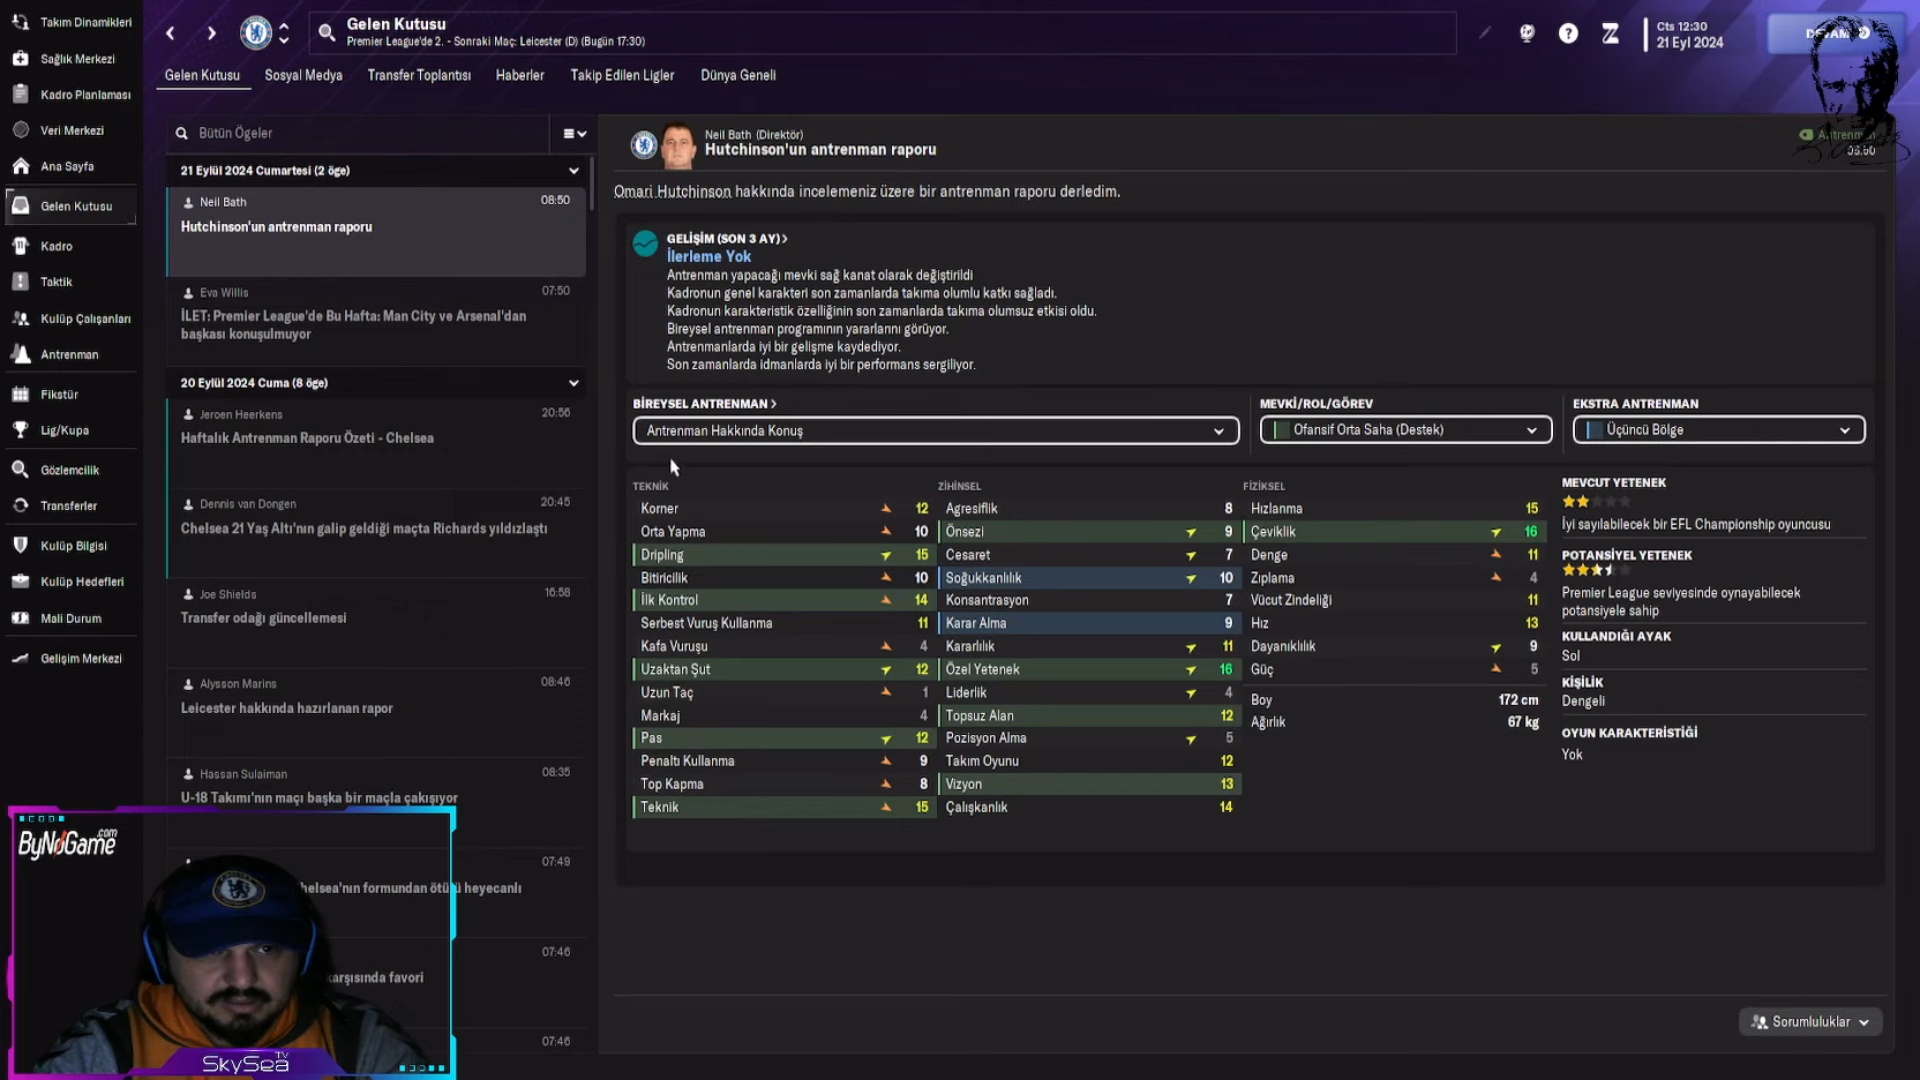 Takım Dinamikleri
Sağlık Merkezi
Kadro Planlaması
Veri Merkezi
Ana Sayfa
Gelen Kutusu
Kadro
Taktik
Kulüp Çalışanları
Antrenman
Fikstür
Lig/Kupa
Gözlemcilik
Transferler
Kulüp Bilgisi
Kulüp Hedefleri
Mali Durum
Gelişim Merkezi
Gelen Kutusu
Premier League'de 2. - Sonraki Maç: Leicester (D) (Bugün 17:30)
Cts 12:30
21 Eyl 2024
DEVAM
Gelen Kutusu Sosyal Medya Transfer Toplantısı Haberler Takip Edilen Ligler Dünya Geneli
Bütün Ögeler
21 Eylül 2024 Cumartesi (2 öge)
Neil Bath 08:50
Hutchinson'un antrenman raporu
Eva Willis 07:50
İLET: Premier League'de Bu Hafta: Man City ve Arsenal'dan
başkası konuşulmuyor
20 Eylül 2024 Cuma (8 öge)
Jeroen Heerkens 20:56
Haftalık Antrenman Raporu Özeti - Chelsea
Dennis van Dongen 20:45
Chelsea 21 Yaş Altı'nın galip geldiği maçta Richards yıldızlaştı
Joe Shields 16:58
Transfer odağı güncellemesi
Alysson Marins 08:46
Leicester hakkında hazırlanan rapor
Hassan Sulaiman 08:35
U-18 Takımı'nın maçı başka bir maçla çakışıyor
07:49
helsea'nın formundan ötürü heyecanlı
07:46
karşısında favori
07:46
ByNoGame.com
SkySea TV
Neil Bath (Direktör)
Hutchinson'un antrenman raporu
Antrenman
08:50
Omari Hutchinson hakkında incelemeniz üzere bir antrenman raporu derledim.
GELİŞİM (SON 3 AY)>
İlerleme Yok
Antrenman yapacağı mevki sağ kanat olarak değiştirildi
Kadronun genel karakteri son zamanlarda takıma olumlu katkı sağladı.
Kadronun karakteristik özelliğinin son zamanlarda takıma olumsuz etkisi oldu.
Bireysel antrenman programının yararlarını görüyor.
Antrenmanlarda iyi bir gelişme kaydediyor.
Son zamanlarda idmanlarda iyi bir performans sergiliyor.
BİREYSEL ANTRENMAN >
Antrenman Hakkında Konuş
MEVKİ/ROL/GÖREV
Ofansif Orta Saha (Destek)
EKSTRA ANTRENMAN
Üçüncü Bölge
TEKNİK
Korner 12
Orta Yapma 10
Dripling 15
Bitiricilik 10
İlk Kontrol 14
Serbest Vuruş Kullanma 11
Kafa Vuruşu 4
Uzaktan Şut 12
Uzun Taç 1
Markaj 4
Pas 12
Penaltı Kullanma 9
Top Kapma 8
Teknik 15
ZİHİNSEL
Agresiflik 8
Önsezi 9
Cesaret 7
Soğukkanlılık 10
Konsantrasyon 7
Karar Alma 9
Kararlılık 11
Özel Yetenek 16
Liderlik 4
Topsuz Alan 12
Pozisyon Alma 5
Takım Oyunu 12
Vizyon 13
Çalışkanlık 14
FİZİKSEL
Hızlanma 15
Çeviklik 16
Denge 11
Zıplama 4
Vücut Zindeliği 11
Hız 13
Dayanıklılık 9
Güç 5
Boy 172 cm
Ağırlık 67 kg
MEVCUT YETENEK
İyi sayılabilecek bir EFL Championship oyuncusu
POTANSİYEL YETENEK
Premier League seviyesinde oynayabilecek
potansiyele sahip
KULLANDIĞI AYAK
Sol
KİŞİLİK
Dengeli
OYUN KARAKTERİSTİĞİ
Yok
Sorumluluklar